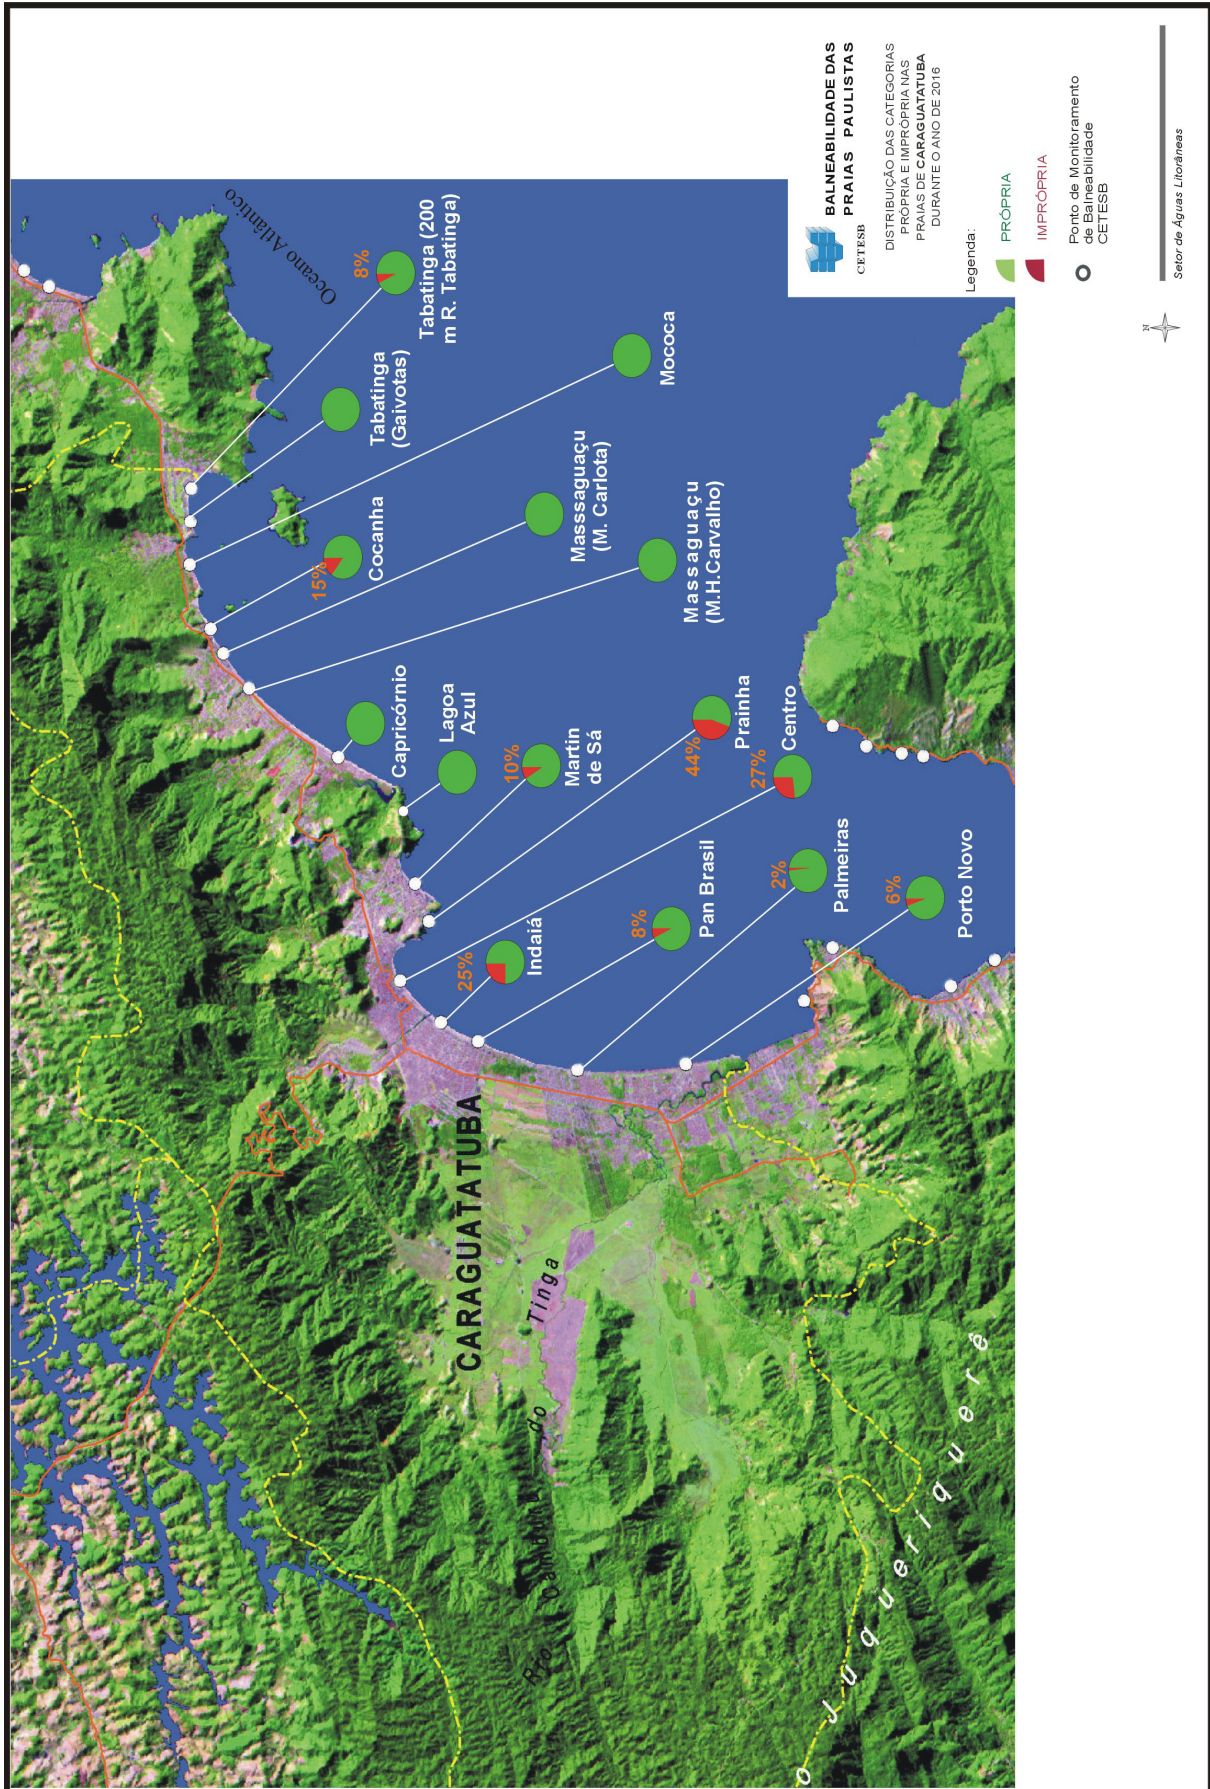 BALNEABILIDADE DAS
PRAIAS PAULISTAS
CETESB
DISTRIBUIÇÃO DAS CATEGORIAS
PRÓPRIA E IMPRÓPRIA NAS
PRAIAS DE CARAGUATATUBA
DURANTE O ANO DE 2016
Legenda:
PRÓPRIA
IMPRÓPRIA
Ponto de Monitoramento
de Balneabilidade
CETESB
N
Setor de Águas Litorâneas
Oceano Atlântico
8%
Tabatinga (200
m R. Tabatinga)
Tabatinga
(Gaivotas)
Mococa
15%
Cocanha
Masssaguaçu
(M. Carlota)
Massaguaçu
(M.H.Carvalho)
Capricórnio
Lagoa
Azul
10%
Martin
de Sá
44%
Prainha
27%
Centro
25%
Indaiá
8%
Pan Brasil
2%
Palmeiras
6%
Porto Novo
CARAGUATATUBA
Rio Camboriú do Tinga
o Juqueriquerê